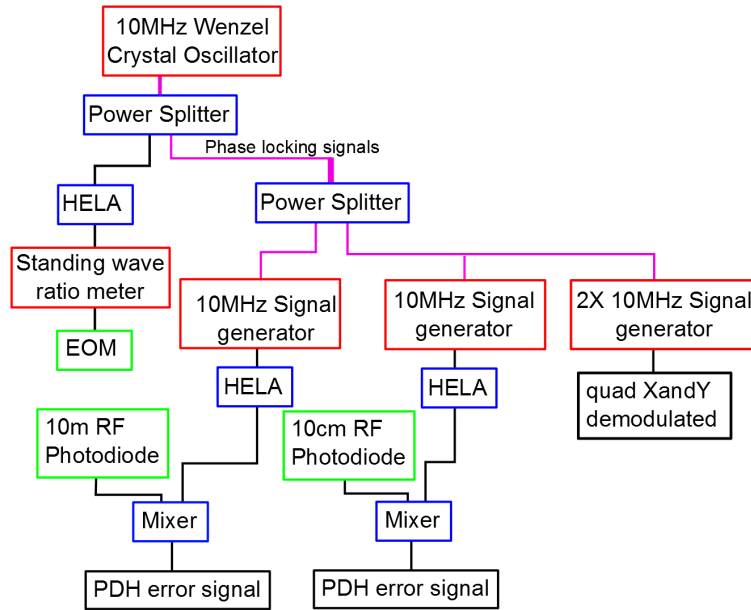 10MHz Wenzel
Crystal Oscillator
Power Splitter
Phase locking signals
HELA
Power Splitter
Standing wave
ratio meter
10MHz Signal
generator
10MHz Signal
generator
2X 10MHz Signal
generator
EOM
HELA
HELA
quad XandY
demodulated
10m RF
Photodiode
10cm RF
Photodiode
Mixer
Mixer
PDH error signal
PDH error signal